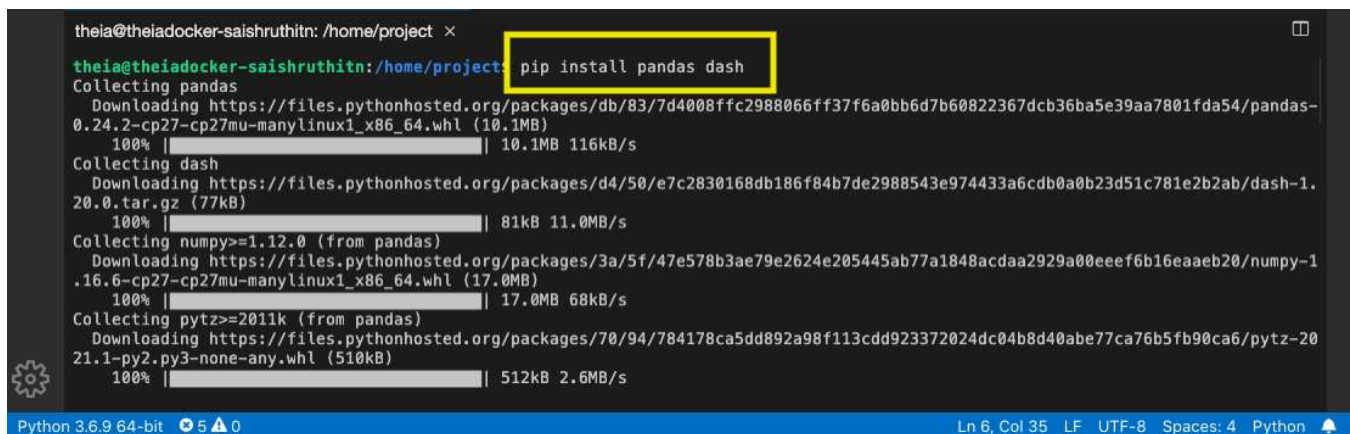 theia@theiadocker-saishruthitn: /home/project ×
theia@theiadocker-saishruthitn:/home/project$ pip install pandas dash
Collecting pandas
Downloading https://files.pythonhosted.org/packages/db/83/7d4008ffc2988066ff37f6a0bb6d7b60822367dcb36ba5e39aa7801fda54/pandas-
0.24.2-cp27-cp27mu-manylinux1_x86_64.whl (10.1MB)
100% |████████████████████████████████| 10.1MB 116kB/s
Collecting dash
Downloading https://files.pythonhosted.org/packages/d4/50/e7c2830168db186f84b7de2988543e974433a6cdb0a0b23d51c781e2b2ab/dash-1.
20.0.tar.gz (77kB)
100% |████████████████████████████████| 81kB 11.0MB/s
Collecting numpy>=1.12.0 (from pandas)
Downloading https://files.pythonhosted.org/packages/3a/5f/47e578b3ae79e2624e205445ab77a1848acdaa2929a00eeef6b16eaaeb20/numpy-1
.16.6-cp27-cp27mu-manylinux1_x86_64.whl (17.0MB)
100% |████████████████████████████████| 17.0MB 68kB/s
Collecting pytz>=2011k (from pandas)
Downloading https://files.pythonhosted.org/packages/70/94/784178ca5dd892a98f113cdd923372024dc04b8d40abe77ca76b5fb90ca6/pytz-20
21.1-py2.py3-none-any.whl (510kB)
100% |████████████████████████████████| 512kB 2.6MB/s
Python 3.6.9 64-bit 5 0 Ln 6, Col 35 LF UTF-8 Spaces: 4 Python